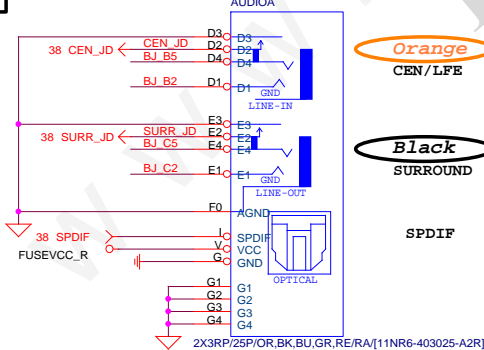 AUDIOA
D3 D3
38 CEN_JD CEN_JD D2 D2
BJ_B5 D4 D4
BJ_B2 D1 D1
GND
LINE-IN
Orange
CEN/LFE
E3 E3
38 SURR_JD SURR_JD E2 E2
BJ_C5 E4 E4
BJ_C2 E1 E1
GND
LINE-OUT
Black
SURROUND
F0 AGND
38 SPDIF I SPDIF
FUSEVCC_R V VCC
G GND
OPTICAL
SPDIF
G1 G1
G2 G2
G3 G3
G4 G4
2X3RP/25P/OR,BK,BU,GR,RE/RA/[11NR6-403025-A2R]